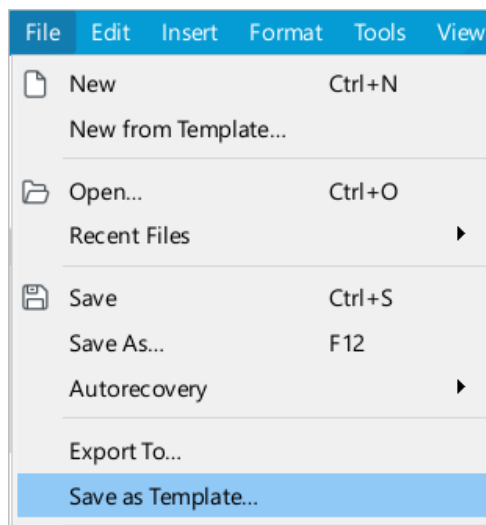 File Edit Insert Format Tools View
New Ctrl+N
New from Template...
Open... Ctrl+O
Recent Files
Save Ctrl+S
Save As... F12
Autorecovery
Export To...
Save as Template...